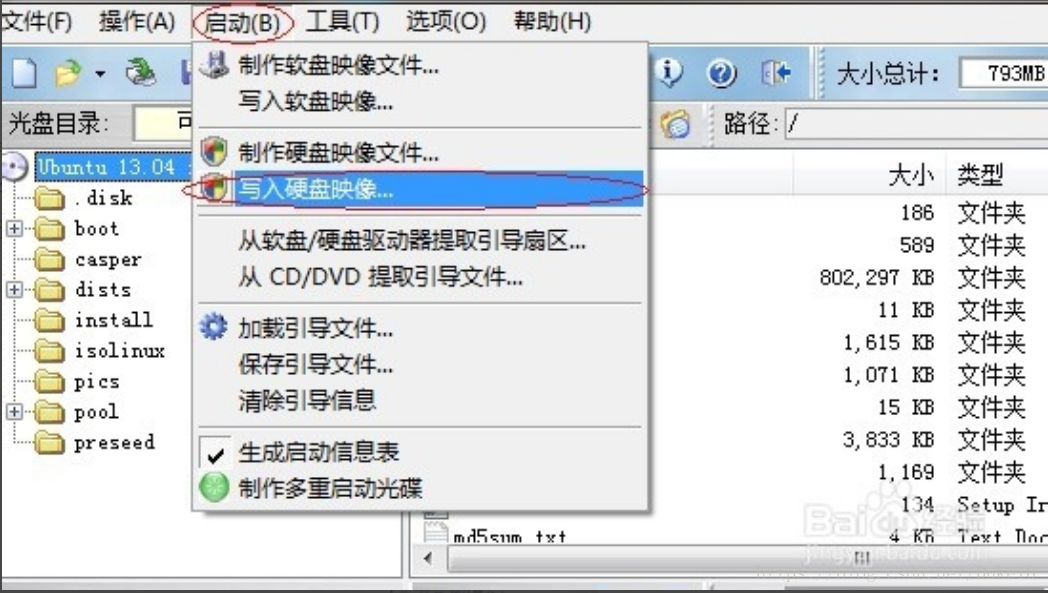 文件(F) 操作(A) 启动(B) 工具(T) 选项(O) 帮助(H)
大小总计: 793MB
光盘目录: 可
路径: /
制作软盘映像文件...
写入软盘映像...
制作硬盘映像文件...
写入硬盘映像...
从软盘/硬盘驱动器提取引导扇区...
从 CD/DVD 提取引导文件...
加载引导文件...
保存引导文件...
清除引导信息
生成启动信息表
制作多重启动光碟
Ubuntu 13.04
.disk
boot
casper
dists
install
isolinux
pics
pool
preseed
大小 类型
186 文件夹
589 文件夹
802,297 KB 文件夹
11 KB 文件夹
1,615 KB 文件夹
1,071 KB 文件夹
15 KB 文件夹
3,833 KB 文件夹
1,169 文件夹
134 Setup In
md5sum.txt 4 KB Text Doc
Baidu经验
jingyan.baidu.com